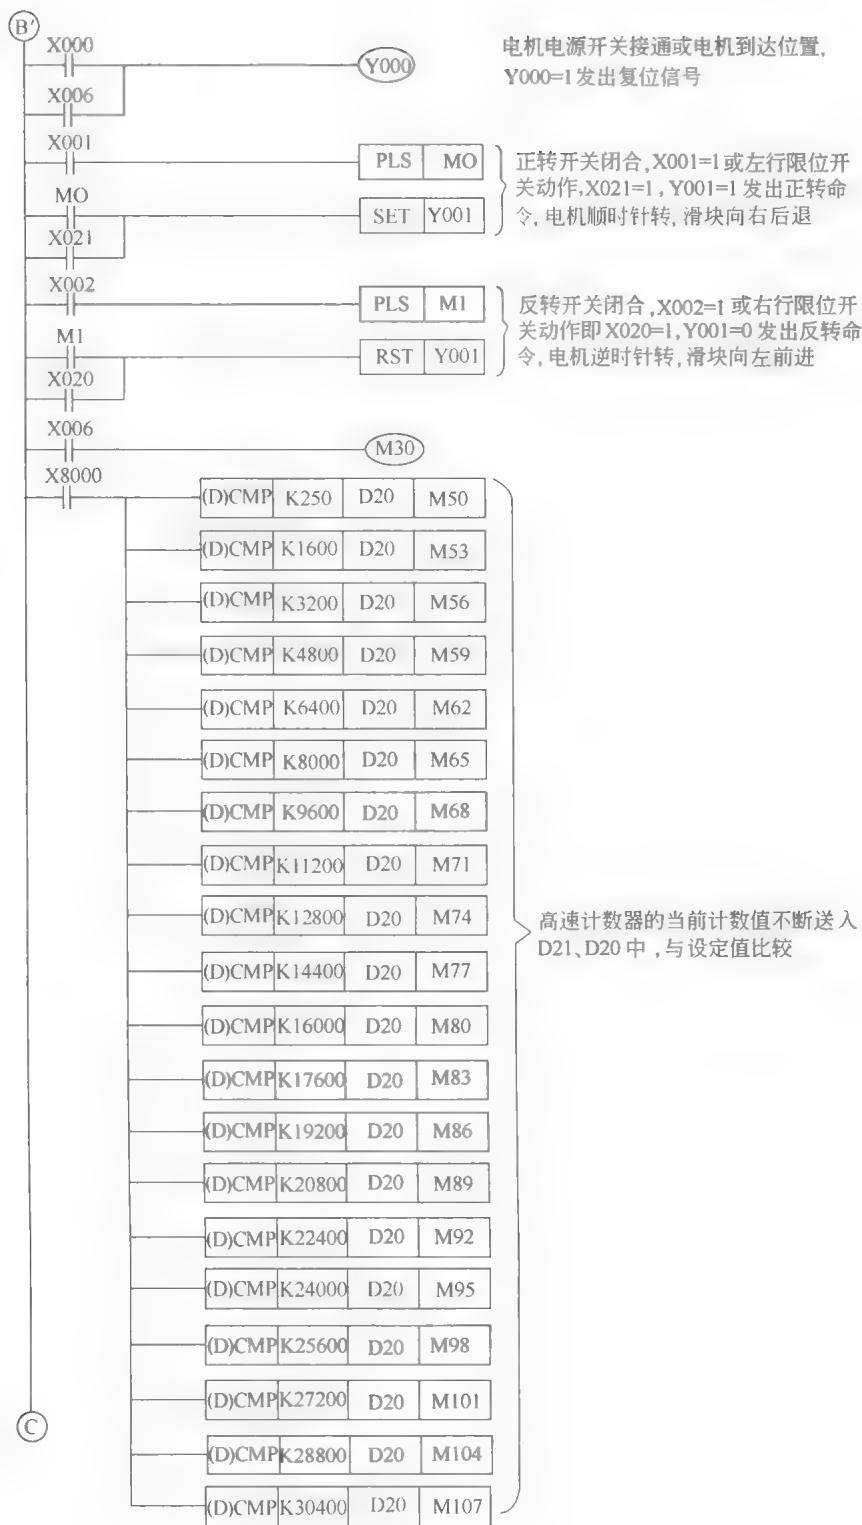 B′
X000
Y000
电机电源开关接通或电机到达位置,
Y000=1发出复位信号
X006
X001
PLS MO
正转开关闭合,X001=1或左行限位开
关动作,X021=1,Y001=1发出正转命
令,电机顺时针转,滑块向右后退
MO
SET Y001
X021
X002
PLS M1
反转开关闭合,X002=1或右行限位开
关动作即X020=1,Y001=0发出反转命
令,电机逆时针转,滑块向左前进
M1
RST Y001
X020
X006
M30
X8000
(D)CMP K250 D20 M50
(D)CMP K1600 D20 M53
(D)CMP K3200 D20 M56
(D)CMP K4800 D20 M59
(D)CMP K6400 D20 M62
(D)CMP K8000 D20 M65
(D)CMP K9600 D20 M68
(D)CMP K11200 D20 M71
(D)CMP K12800 D20 M74
高速计数器的当前计数值不断送入
D21、D20中,与设定值比较
(D)CMP K14400 D20 M77
(D)CMP K16000 D20 M80
(D)CMP K17600 D20 M83
(D)CMP K19200 D20 M86
(D)CMP K20800 D20 M89
(D)CMP K22400 D20 M92
(D)CMP K24000 D20 M95
(D)CMP K25600 D20 M98
(D)CMP K27200 D20 M101
C
(D)CMP K28800 D20 M104
(D)CMP K30400 D20 M107